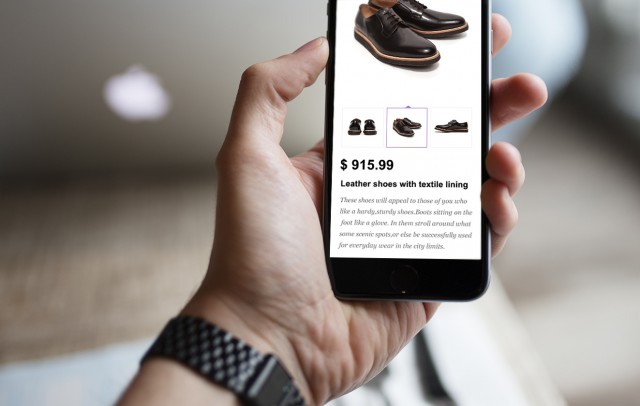 $ 915.99
Leather shoes with textile lining
These shoes will appeal to those of you who
like a hardy,sturdy shoes.Boots sitting on the
foot like a glove. In them stroll around what
some scenic spots,or else be successfully used
for everyday wear in the city limits.